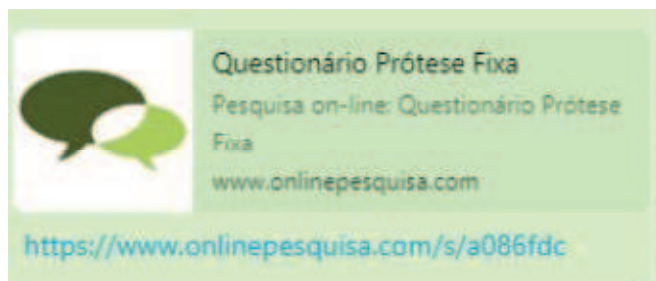 Questionário Prótese Fixa
Pesquisa on-line: Questionário Prótese
Fixa
www.onlinepesquisa.com
https://www.onlinepesquisa.com/s/a086fdc